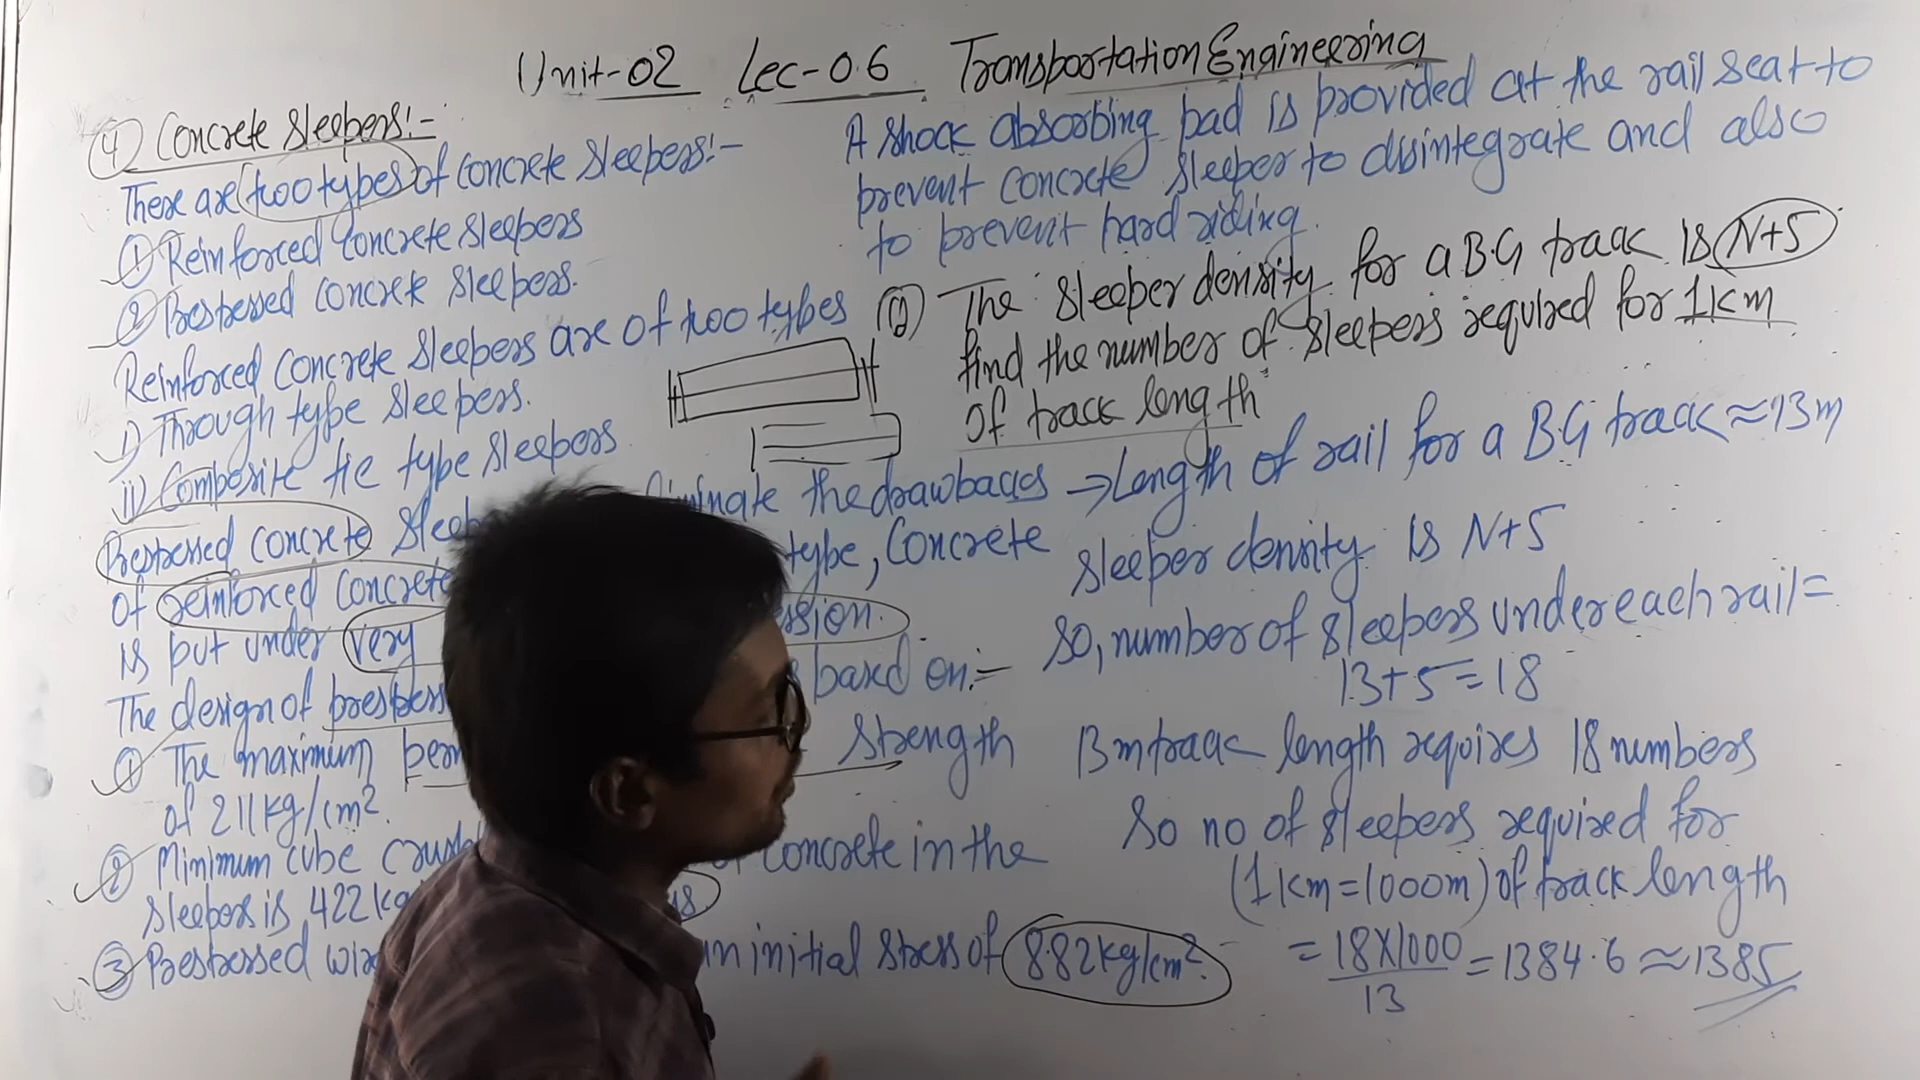 Unit-02 Lec-06 Transportation Engineering
④ Concrete Sleepers:-
There are two types of concrete sleepers:-
① Reinforced concrete sleepers
② Prestressed concrete sleepers.
Reinforced concrete sleepers are of two types
i) Through type sleepers.
ii) Composite tie type sleepers
Prestressed concrete the drawbacks
of reinforced concrete type, concrete
is put under very
The design of based on:-
① The maximum strength
of 211kg/cm².
② Minimum cube concrete in the
sleepers is 422
③ Prestressed initial stress of 8.82kg/cm².
A shock absorbing pad is provided at the rail seat to
prevent concrete sleeper to disintegrate and also
to prevent hard riding.
Q) The sleeper density for a B.G track is N+5
find the number of sleepers required for 1km
of track length
→ Length of rail for a B.G track ≈ 13m
sleeper density is N+5
So, number of sleepers under each rail =
13+5=18
13m track length requires 18 numbers
So no of sleepers required for
(1km=1000m) of track length
= 18×1000/13 = 1384.6 ≈ 1385